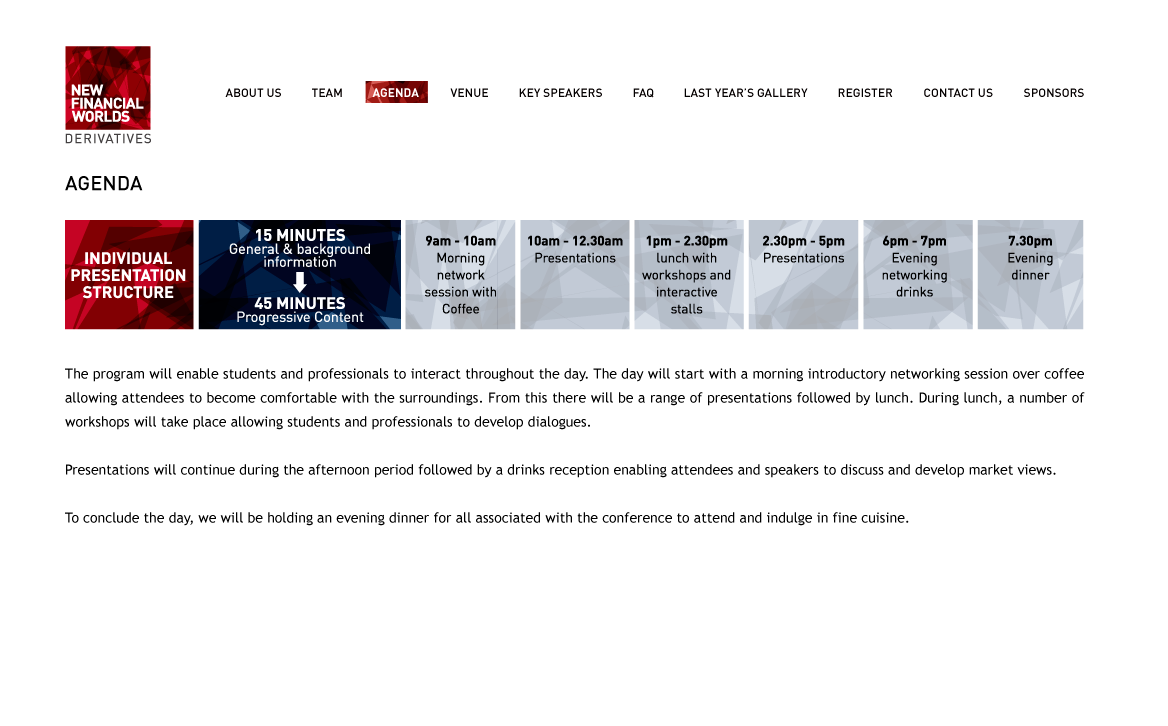 NEW
FINANCIAL
WORLDS
DERIVATIVES
ABOUT US TEAM AGENDA VENUE KEY SPEAKERS FAQ LAST YEAR'S GALLERY REGISTER CONTACT US SPONSORS
AGENDA
INDIVIDUAL
PRESENTATION
STRUCTURE
15 MINUTES
General & background
information
45 MINUTES
Progressive Content
9am - 10am
Morning
network
session with
Coffee
10am - 12.30am
Presentations
1pm - 2.30pm
lunch with
workshops and
interactive
stalls
2.30pm - 5pm
Presentations
6pm - 7pm
Evening
networking
drinks
7.30pm
Evening
dinner
The program will enable students and professionals to interact throughout the day. The day will start with a morning introductory networking session over coffee
allowing attendees to become comfortable with the surroundings. From this there will be a range of presentations followed by lunch. During lunch, a number of
workshops will take place allowing students and professionals to develop dialogues.
Presentations will continue during the afternoon period followed by a drinks reception enabling attendees and speakers to discuss and develop market views.
To conclude the day, we will be holding an evening dinner for all associated with the conference to attend and indulge in fine cuisine.